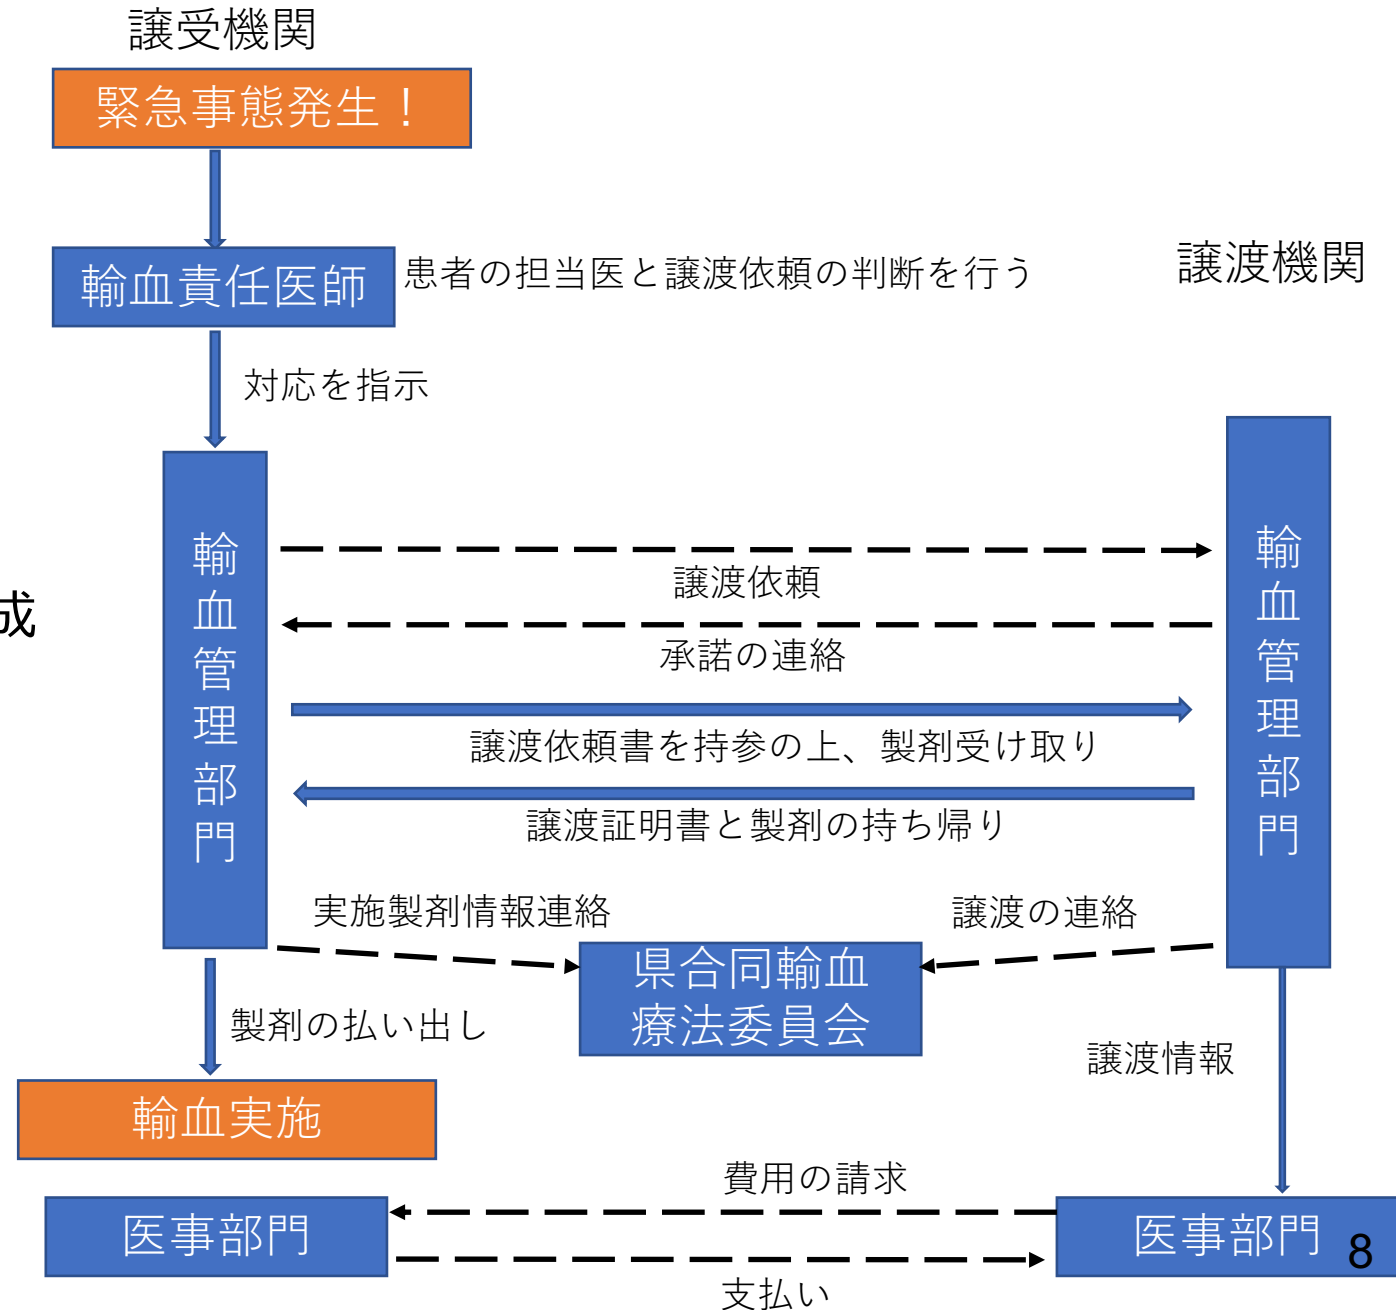 譲受機関
緊急事態発生！
輸血責任医師
患者の担当医と譲渡依頼の判断を行う
譲渡機関
対応を指示
輸血管理部門
輸血管理部門
譲渡依頼
成
承諾の連絡
譲渡依頼書を持参の上、製剤受け取り
譲渡証明書と製剤の持ち帰り
実施製剤情報連絡
譲渡の連絡
県合同輸血
療法委員会
製剤の払い出し
譲渡情報
輸血実施
費用の請求
医事部門
医事部門
8
支払い